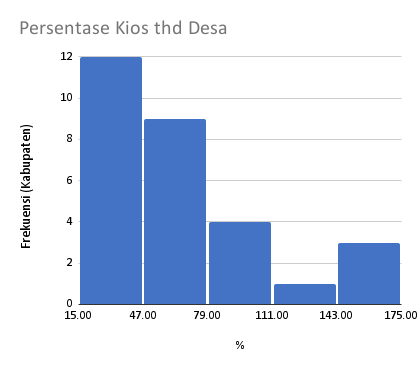 Persentase Kios thd Desa
Frekuensi (Kabupaten)
12
10
8
6
4
2
0
15.00 47.00 79.00 111.00 143.00 175.00
%